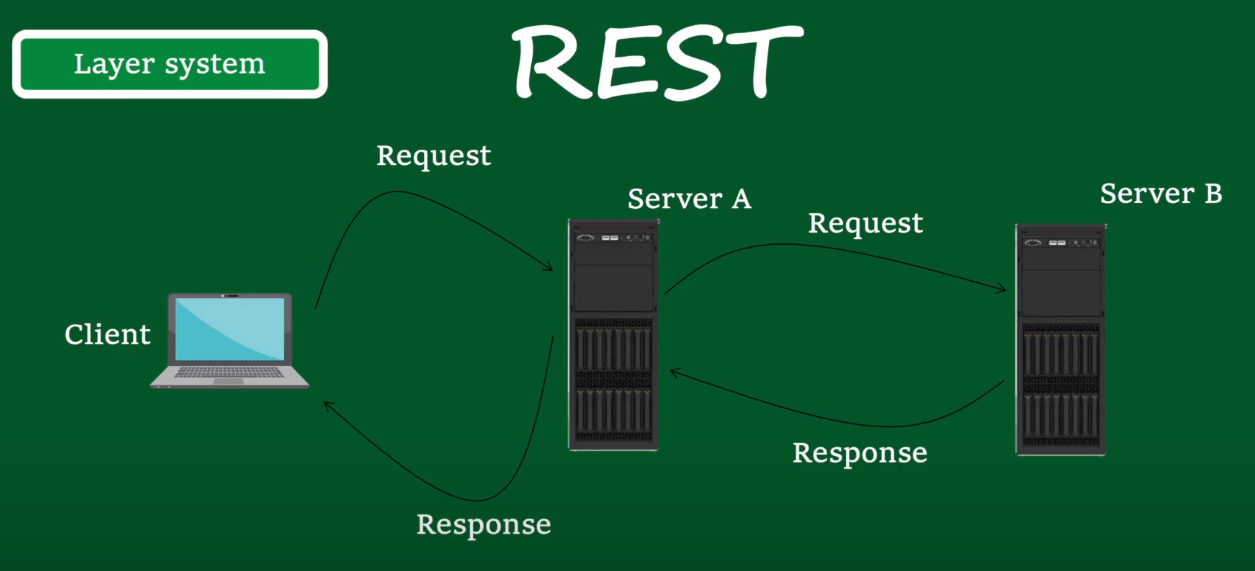 Layer system
REST
Request
Server A
Server B
Request
Client
Response
Response